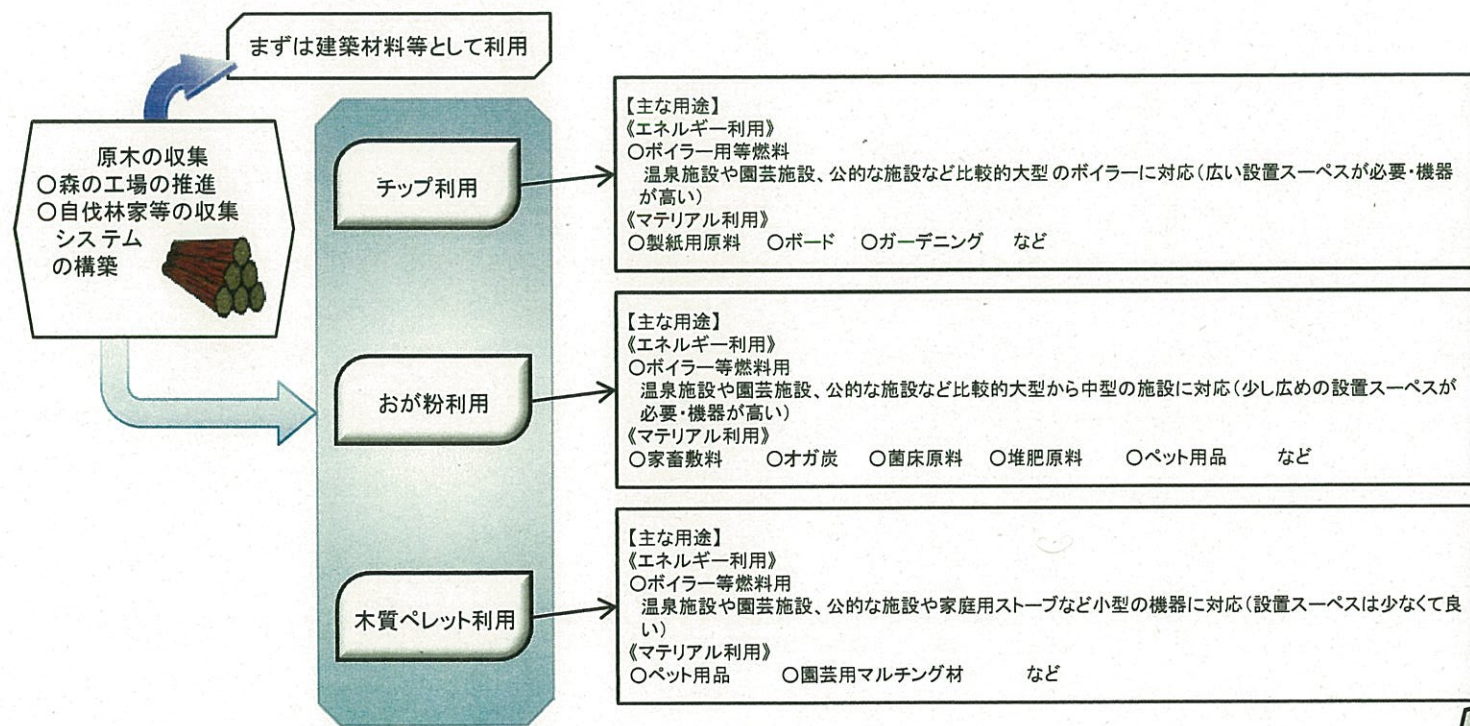 まずは建築材料等として利用
原木の収集
○森の工場の推進
○自伐林家等の収集
システム
の構築
チップ利用
【主な用途】
《エネルギー利用》
○ボイラー用等燃料
温泉施設や園芸施設、公的な施設など比較的大型のボイラーに対応(広い設置スーペスが必要・機器
が高い)
《マテリアル利用》
○製紙用原料 ○ボード ○ガーデニング など
おが粉利用
【主な用途】
《エネルギー利用》
○ボイラー等燃料用
温泉施設や園芸施設、公的な施設など比較的大型から中型の施設に対応(少し広めの設置スーペスが
必要・機器が高い)
《マテリアル利用》
○家畜敷料 ○オガ炭 ○菌床原料 ○堆肥原料 ○ペット用品 など
木質ペレット利用
【主な用途】
《エネルギー利用》
○ボイラー等燃料用
温泉施設や園芸施設、公的な施設や家庭用ストーブなど小型の機器に対応(設置スーペスは少なくて良
い)
《マテリアル利用》
○ペット用品 ○園芸用マルチング材 など